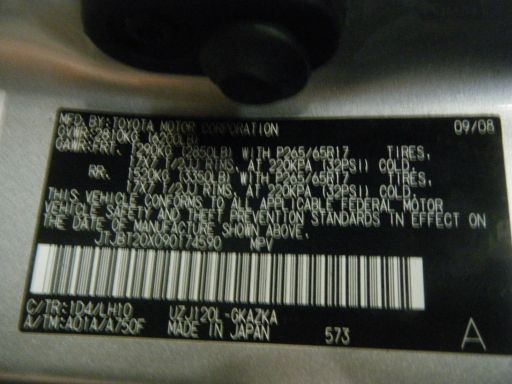 MFD. BY: TOYOTA MOTOR CORPORATION 09/08
GVWR: 2810KG
GAWR: FRT. WITH P265/65R17 TIRES,
17X7 1/2JJ RIMS, AT 220KPA (32PSI) COLD.
RR. 1520KG (3350LB) WITH P265/65R17 TIRES,
17X7 1/2JJ RIMS, AT 220KPA (32PSI) COLD.
THIS VEHICLE CONFORMS TO ALL APPLICABLE FEDERAL MOTOR
VEHICLE SAFETY AND THEFT PREVENTION STANDARDS IN EFFECT ON
THE DATE OF MANUFACTURE SHOWN ABOVE.
JTJBT20X090174590 MPV
C/TR: 1D4/LH10 UZJ120L-GKAZKA
A/TM: A01A/A750F MADE IN JAPAN 573 A